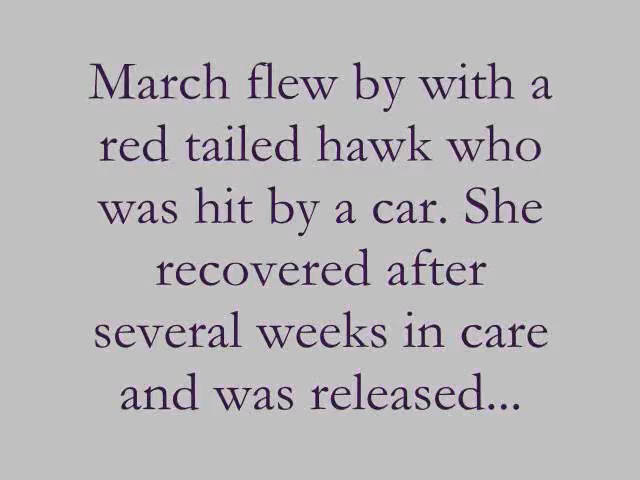 March flew by with a
red tailed hawk who
was hit by a car. She
recovered after
several weeks in care
and was released...